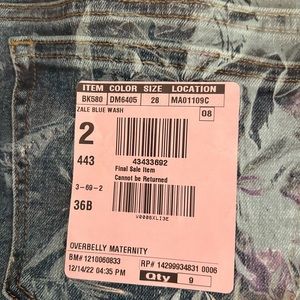 ITEM COLOR SIZE LOCATION
BK580 DM6405 28 MA01109C
ZALE BLUE WASH 08
2
443
43433692
Final Sale Item
Cannot be Returned
3-69-2
36B
V0006XLI3E
OVERBELLY MATERNITY
BM# 1210060833 RP# 14299934831 0006
12/14/22 04:35 PM Qty 9